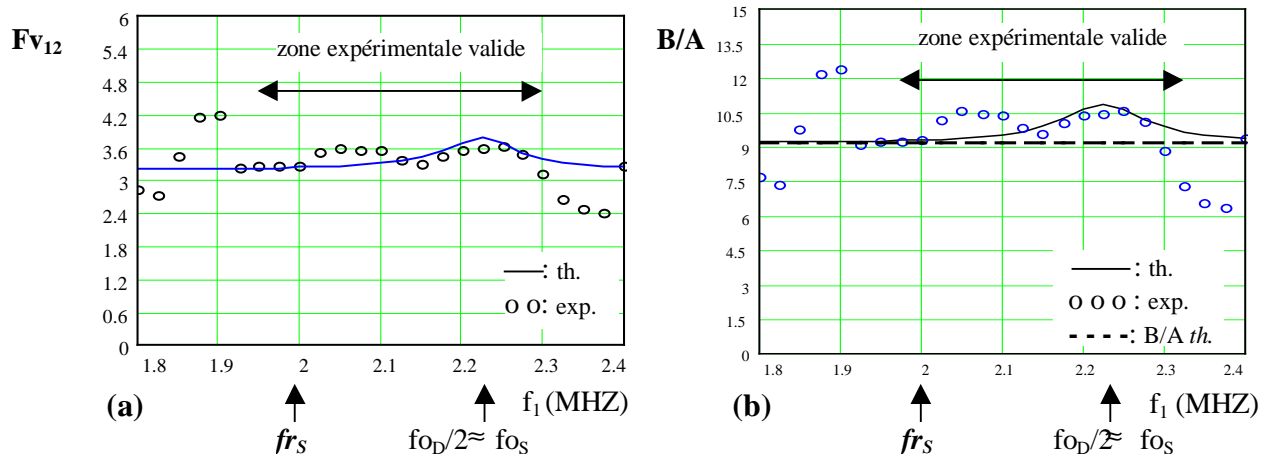 Fv12
6
5.4
4.8
4.2
3.6
3
2.4
1.8
1.2
0.6
0
zone expérimentale valide
: th.
o o: exp.
1.8 1.9 2 2.1 2.2 2.3 2.4
(a)
f1 (MHZ)
frS
foD/2≈ foS
B/A
15
13.5
12
10.5
9
7.5
6
4.5
3
1.5
0
zone expérimentale valide
: th.
o o o: exp.
: B/A th.
1.8 1.9 2 2.1 2.2 2.3 2.4
(b)
f1 (MHZ)
frS
foD/2≈ foS